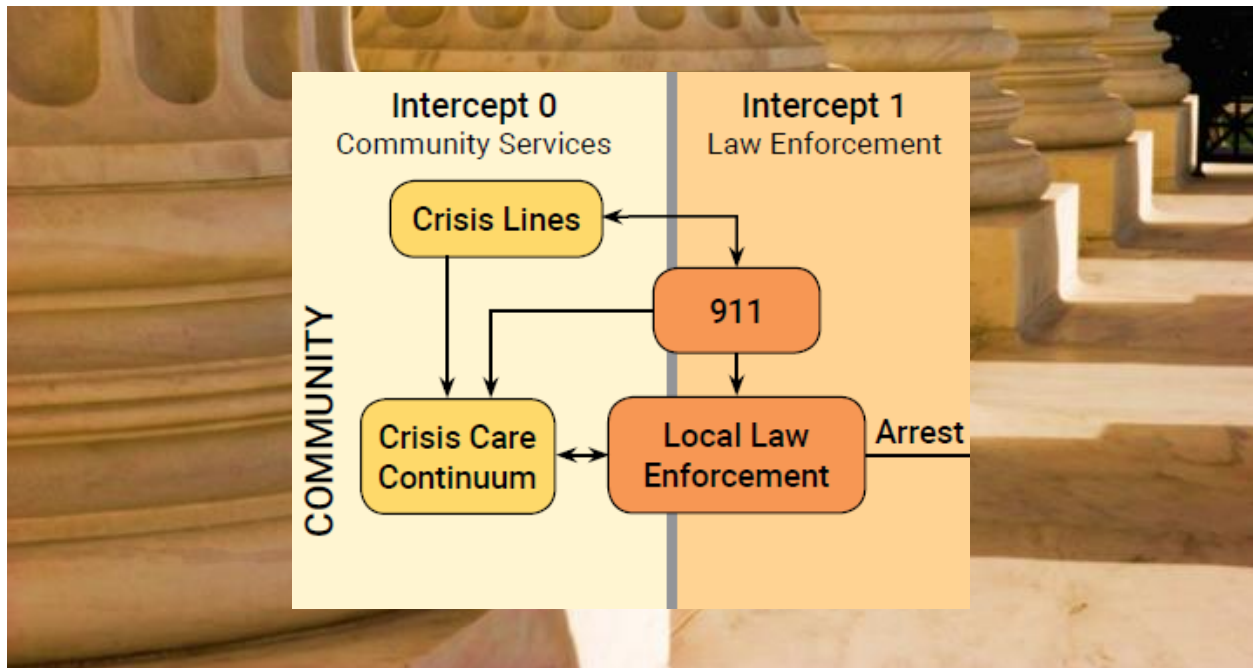 Intercept 0
Community Services
Intercept 1
Law Enforcement
Crisis Lines
911
COMMUNITY
Crisis Care
Continuum
Local Law
Enforcement
Arrest